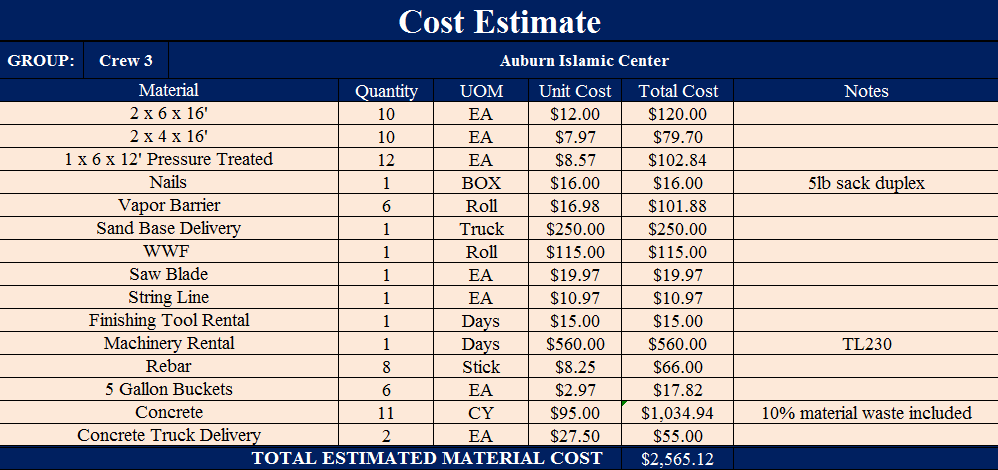 Cost Estimate
GROUP: Crew 3 Auburn Islamic Center
Material Quantity UOM Unit Cost Total Cost Notes
2 x 6 x 16' 10 EA $12.00 $120.00
2 x 4 x 16' 10 EA $7.97 $79.70
1 x 6 x 12' Pressure Treated 12 EA $8.57 $102.84
Nails 1 BOX $16.00 $16.00 5lb sack duplex
Vapor Barrier 6 Roll $16.98 $101.88
Sand Base Delivery 1 Truck $250.00 $250.00
WWF 1 Roll $115.00 $115.00
Saw Blade 1 EA $19.97 $19.97
String Line 1 EA $10.97 $10.97
Finishing Tool Rental 1 Days $15.00 $15.00
Machinery Rental 1 Days $560.00 $560.00 TL230
Rebar 8 Stick $8.25 $66.00
5 Gallon Buckets 6 EA $2.97 $17.82
Concrete 11 CY $95.00 $1,034.94 10% material waste included
Concrete Truck Delivery 2 EA $27.50 $55.00
TOTAL ESTIMATED MATERIAL COST $2,565.12